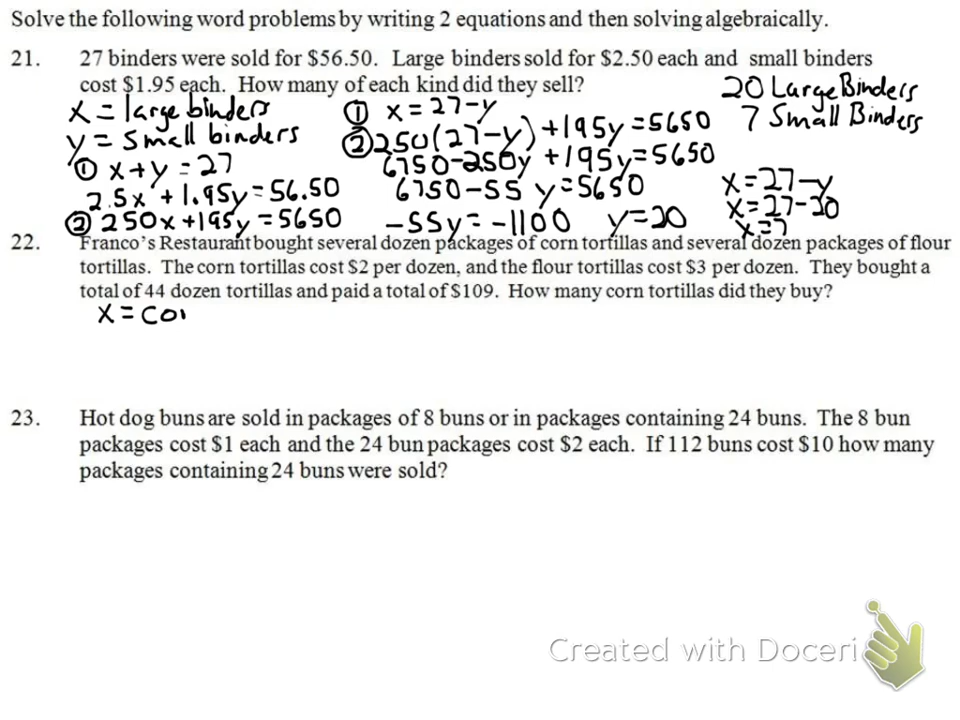 Solve the following word problems by writing 2 equations and then solving algebraically.
21. 27 binders were sold for $56.50. Large binders sold for $2.50 each and small binders
cost $1.95 each. How many of each kind did they sell?
x = large binders
y = small binders
① x+y = 27
2.5x + 1.95y = 56.50
② 250x + 195y = 5650
① x = 27-y
② 250(27-y) + 195y = 5650
6750 - 250y + 195y = 5650
6750 - 55y = 5650
-55y = -1100 y = 20
20 Large Binders
7 Small Binders
x = 27-y
x = 27-20
x = 7
22. Franco's Restaurant bought several dozen packages of corn tortillas and several dozen packages of flour
tortillas. The corn tortillas cost $2 per dozen, and the flour tortillas cost $3 per dozen. They bought a
total of 44 dozen tortillas and paid a total of $109. How many corn tortillas did they buy?
x = cor
23. Hot dog buns are sold in packages of 8 buns or in packages containing 24 buns. The 8 bun
packages cost $1 each and the 24 bun packages cost $2 each. If 112 buns cost $10 how many
packages containing 24 buns were sold?
Created with Doceri